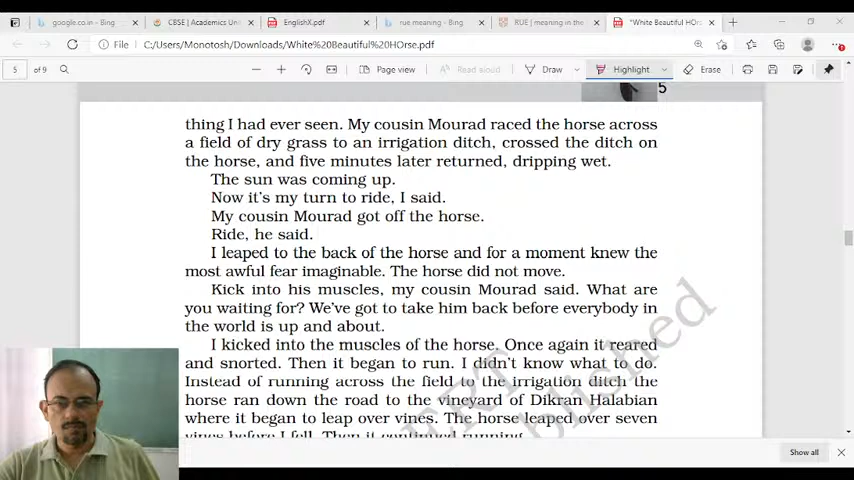 google.co.in - Bing
CBSE | Academics Uni
EnglishX.pdf
rue meaning - Bing
RUE | meaning in the
"White Beautiful HOr
File
C:/Users/Monotosh/Downloads/White%20Beautiful%20HOrse.pdf
5 of 9
Page view
Read aloud
Draw
Highlight
Erase
5
thing I had ever seen. My cousin Mourad raced the horse across
a field of dry grass to an irrigation ditch, crossed the ditch on
the horse, and five minutes later returned, dripping wet.
The sun was coming up.
Now it's my turn to ride, I said.
My cousin Mourad got off the horse.
Ride, he said.
I leaped to the back of the horse and for a moment knew the
most awful fear imaginable. The horse did not move.
Kick into his muscles, my cousin Mourad said. What are
you waiting for? We've got to take him back before everybody in
the world is up and about.
I kicked into the muscles of the horse. Once again it reared
and snorted. Then it began to run. I didn't know what to do.
Instead of running across the field to the irrigation ditch the
horse ran down the road to the vineyard of Dikran Halabian
where it began to leap over vines. The horse leaped over seven
vines before I fell. Then it continued running.
Show all